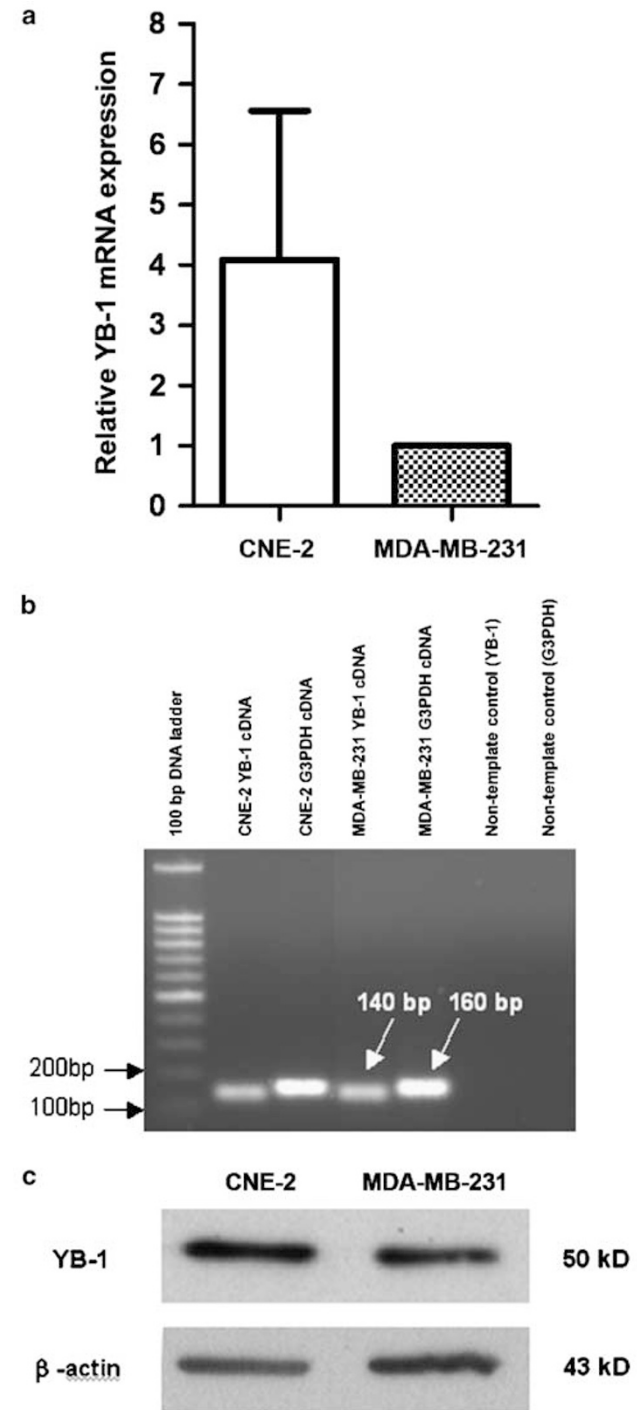 a
Relative YB-1 mRNA expression
8
7
6
5
4
3
2
1
0
CNE-2 MDA-MB-231
b
100 bp DNA ladder
CNE-2 YB-1 cDNA
CNE-2 G3PDH cDNA
MDA-MB-231 YB-1 cDNA
MDA-MB-231 G3PDH cDNA
Non-template control (YB-1)
Non-template control (G3PDH)
140 bp 160 bp
200bp
100bp
c
CNE-2 MDA-MB-231
YB-1 50 kD
β -actin 43 kD